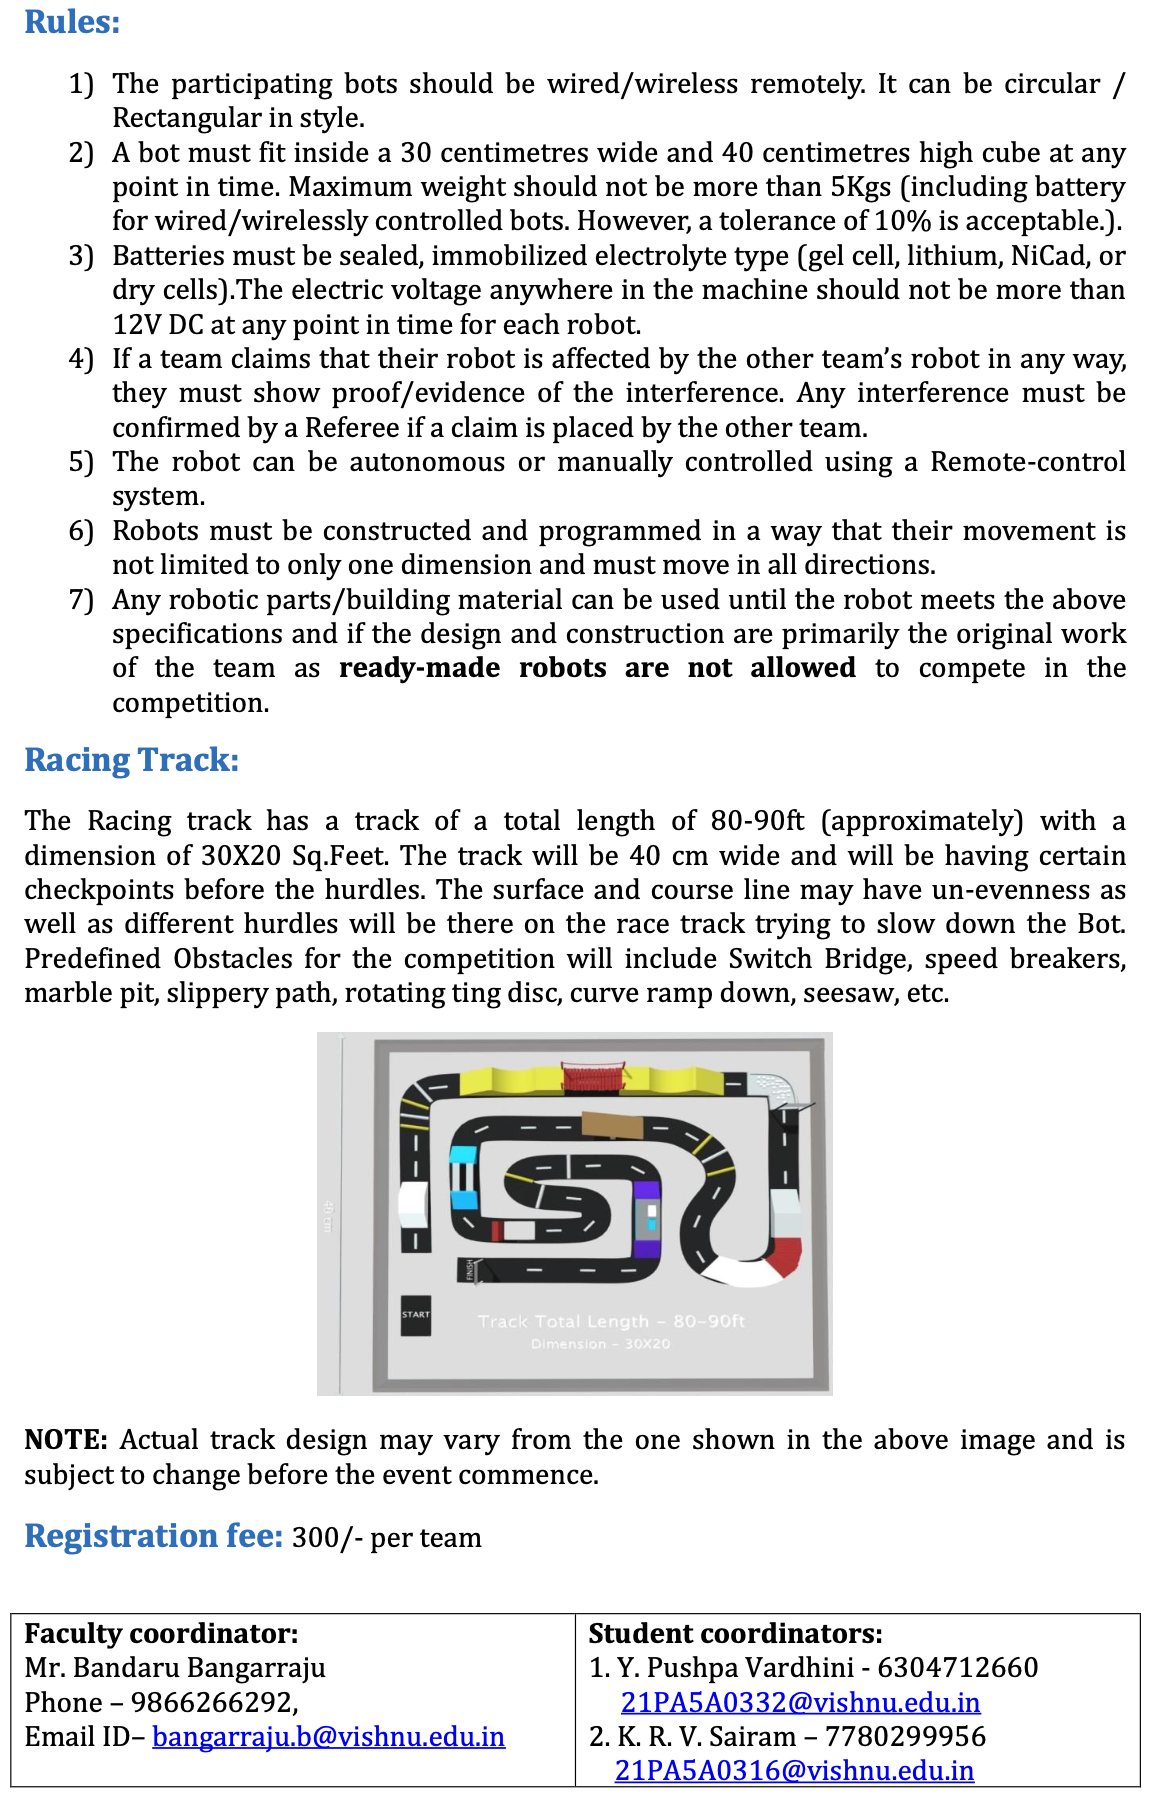 Rules:
1) The participating bots should be wired/wireless remotely. It can be circular /
Rectangular in style.
2) A bot must fit inside a 30 centimetres wide and 40 centimetres high cube at any
point in time. Maximum weight should not be more than 5Kgs (including battery
for wired/wirelessly controlled bots. However, a tolerance of 10% is acceptable.).
3) Batteries must be sealed, immobilized electrolyte type (gel cell, lithium, NiCad, or
dry cells).The electric voltage anywhere in the machine should not be more than
12V DC at any point in time for each robot.
4) If a team claims that their robot is affected by the other team’s robot in any way,
they must show proof/evidence of the interference. Any interference must be
confirmed by a Referee if a claim is placed by the other team.
5) The robot can be autonomous or manually controlled using a Remote-control
system.
6) Robots must be constructed and programmed in a way that their movement is
not limited to only one dimension and must move in all directions.
7) Any robotic parts/building material can be used until the robot meets the above
specifications and if the design and construction are primarily the original work
of the team as ready-made robots are not allowed to compete in the
competition.
Racing Track:
The Racing track has a track of a total length of 80-90ft (approximately) with a
dimension of 30X20 Sq.Feet. The track will be 40 cm wide and will be having certain
checkpoints before the hurdles. The surface and course line may have un-evenness as
well as different hurdles will be there on the race track trying to slow down the Bot.
Predefined Obstacles for the competition will include Switch Bridge, speed breakers,
marble pit, slippery path, rotating ting disc, curve ramp down, seesaw, etc.
40 cm
FINISH
START
Track Total Length - 80-90ft
Dimension - 30X20
NOTE: Actual track design may vary from the one shown in the above image and is
subject to change before the event commence.
Registration fee: 300/- per team
Faculty coordinator:
Mr. Bandaru Bangarraju
Phone – 9866266292,
Email ID– bangarraju.b@vishnu.edu.in
Student coordinators:
1. Y. Pushpa Vardhini - 6304712660
21PA5A0332@vishnu.edu.in
2. K. R. V. Sairam – 7780299956
21PA5A0316@vishnu.edu.in